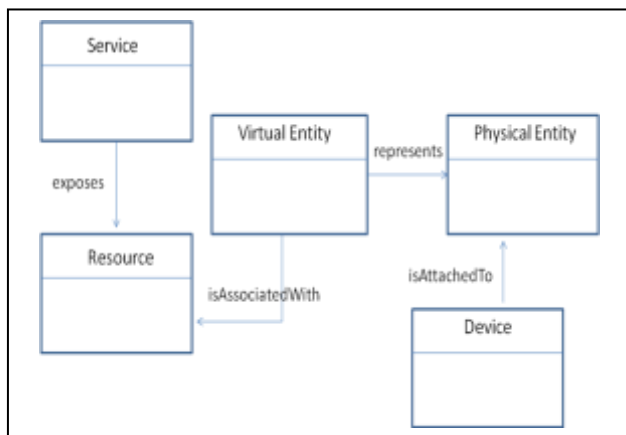 Service
Virtual Entity
Physical Entity
represents
exposes
Resource
isAttachedTo
isAssociatedWith
Device